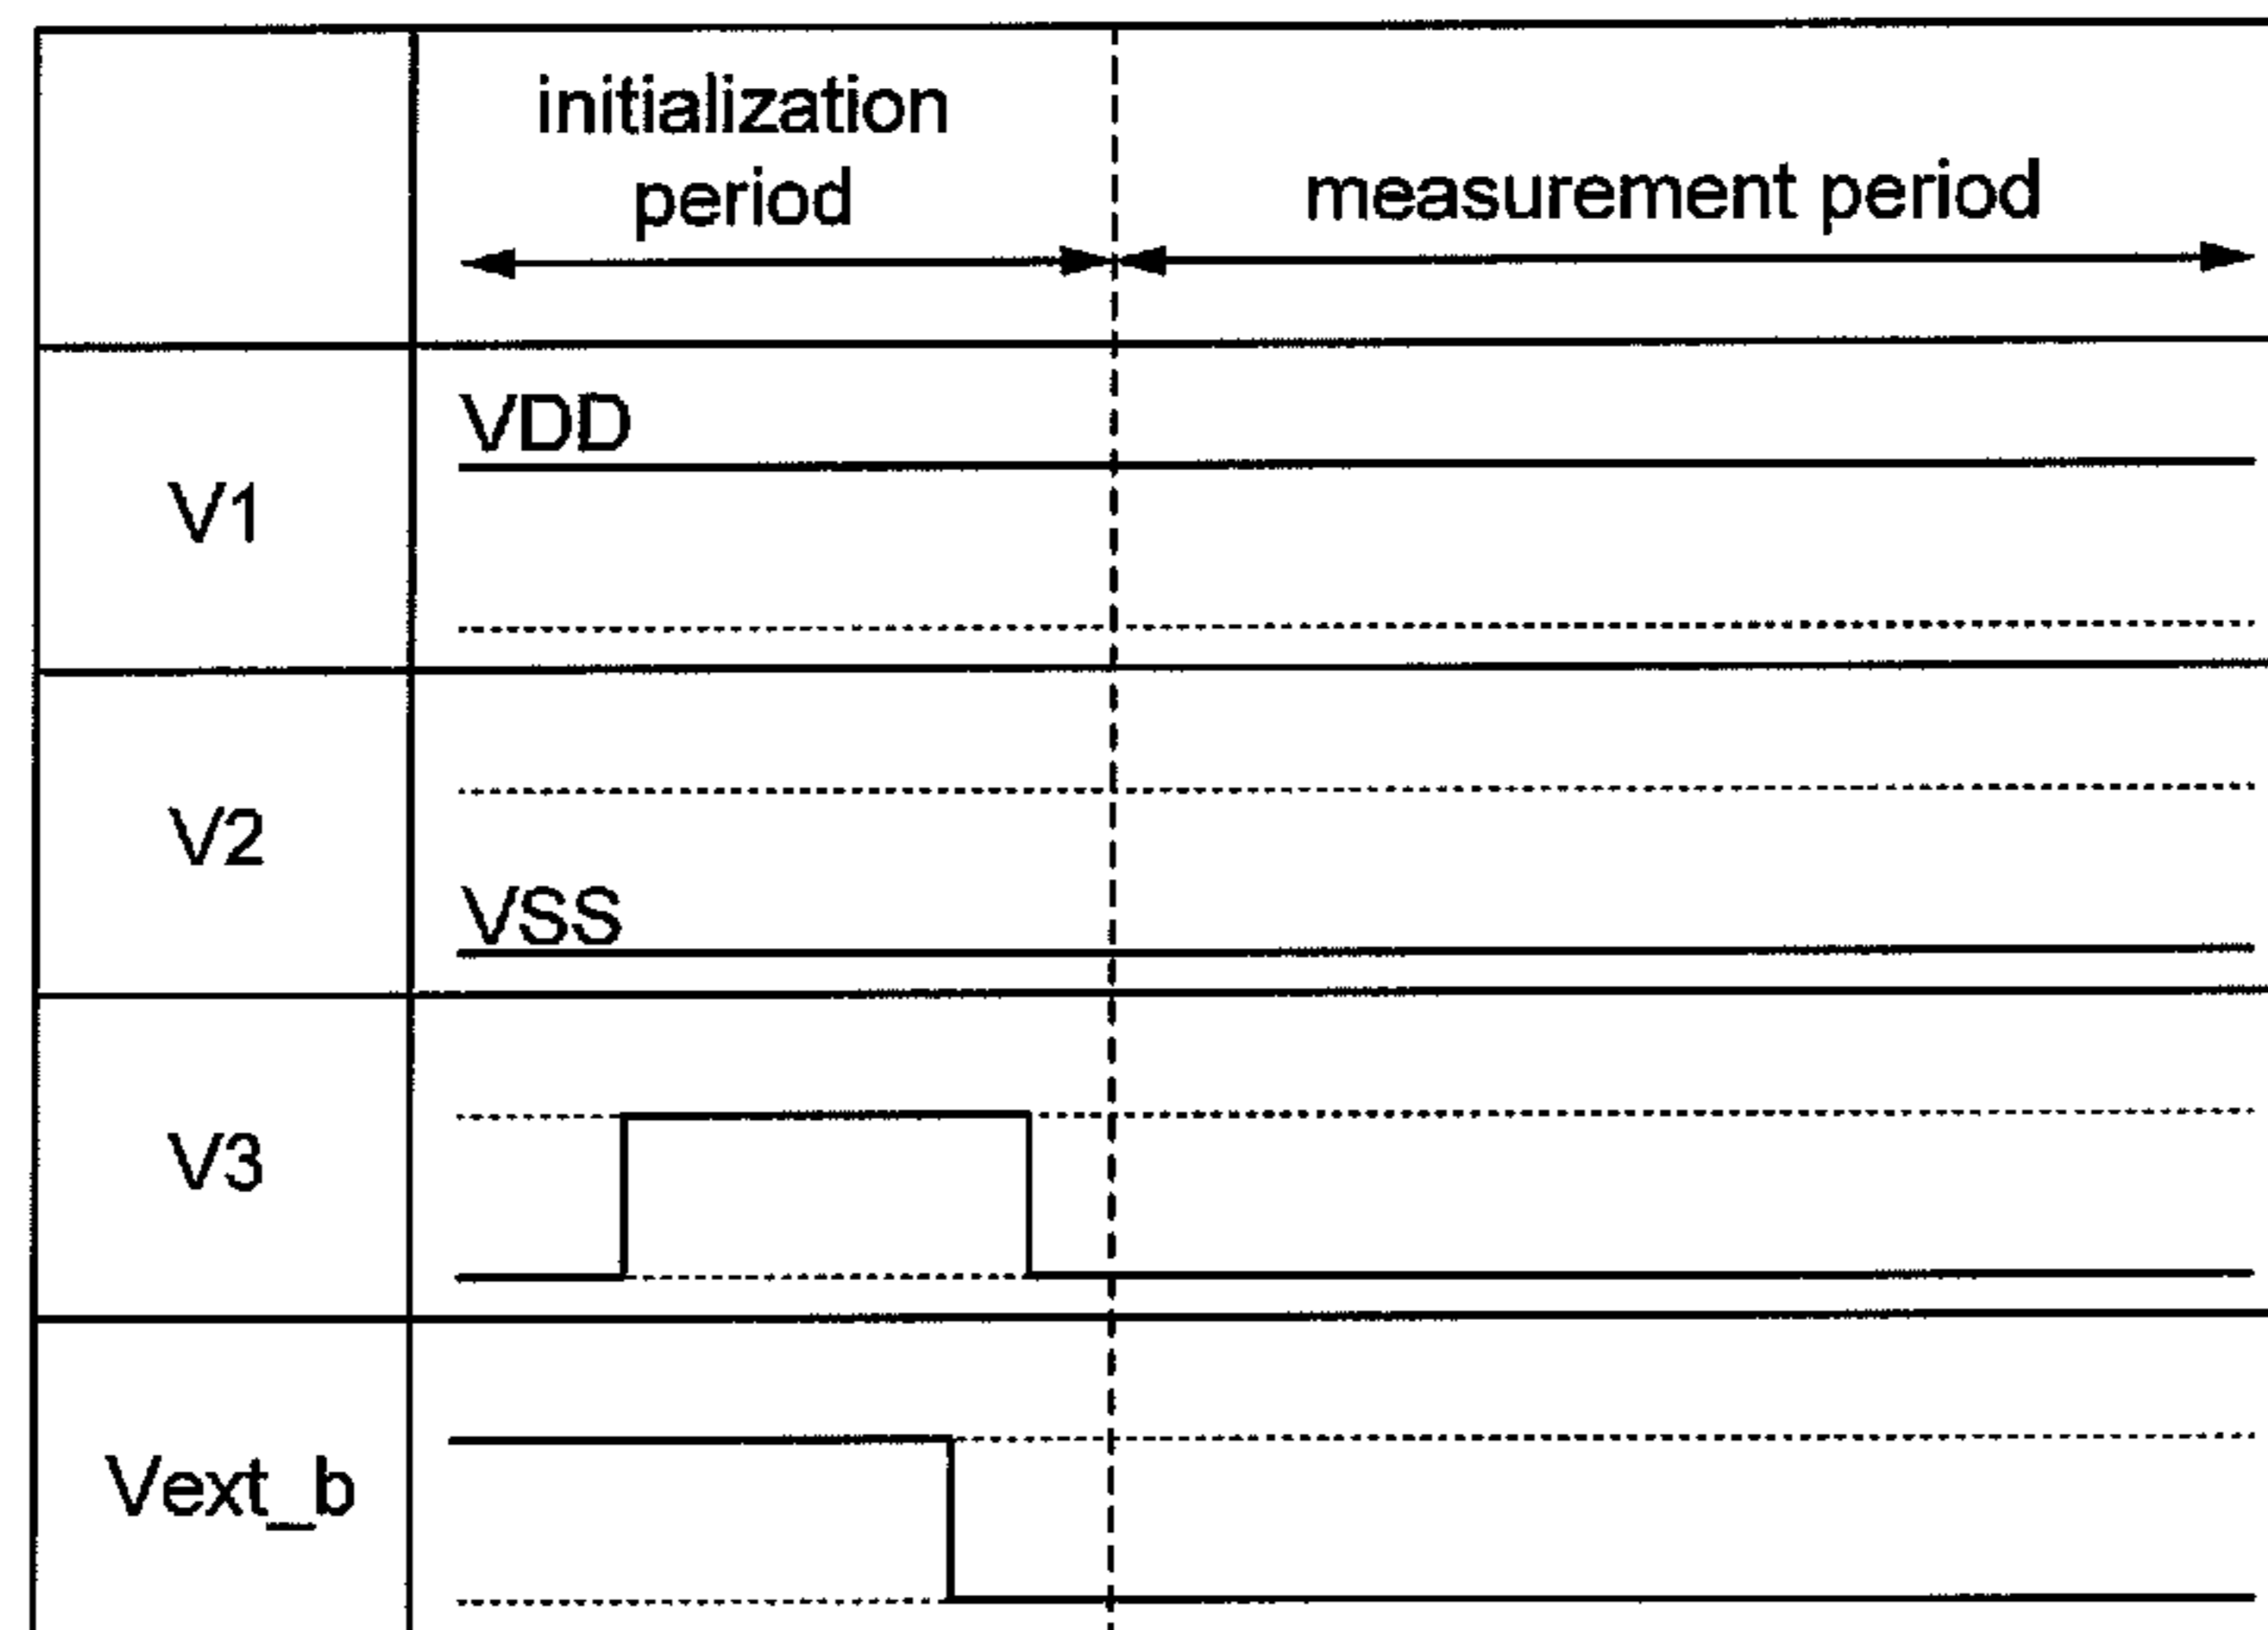 initialization
period
measurement period
VDD
V1
V2
VSS
V3
Vext_b